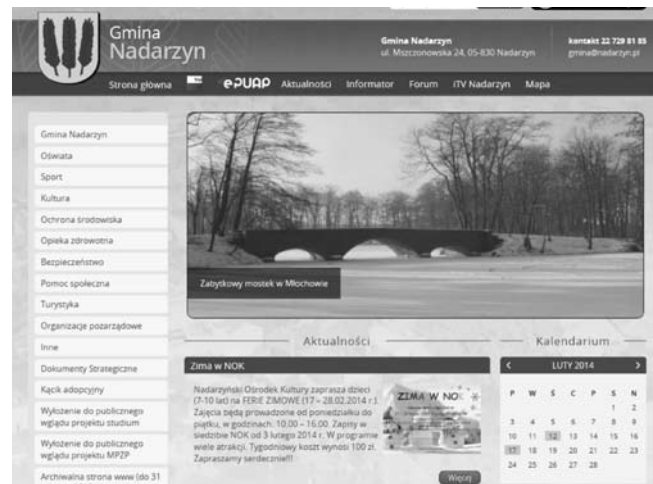 Gmina
Nadarzyn
Gmina Nadarzyn
ul. Mszczonowska 24, 05-830 Nadarzyn
kontakt 22 729 81 85
gmina@nadarzyn.pl
Strona główna
ePUAP
Aktualności
Informator
Forum
iTV Nadarzyn
Mapa
Gmina Nadarzyn
Oświata
Sport
Kultura
Ochrona środowiska
Opieka zdrowotna
Bezpieczeństwo
Pomoc społeczna
Turystyka
Organizacje pozarządowe
Inne
Dokumenty Strategiczne
Kącik adopcyjny
Wyłożenie do publicznego
wglądu projektu studium
Wyłożenie do publicznego
wglądu projektu MPZP
Archiwalna strona www (do 31
Zabytkowy mostek w Młochowie
Aktualności
Zima w NOK
Nadarzyński Ośrodek Kultury zaprasza dzieci
(7-10 lat) na FERIE ZIMOWE (17 – 28.02.2014 r.).
Zajęcia będą prowadzone od poniedziałku do
piątku, w godzinach: 10.00 – 16.00. Zapisy w
siedzibie NOK od 3 lutego 2014 r. W programie
wiele atrakcji. Tygodniowy koszt wynosi 100 zł.
Zapraszamy serdecznie!!!
ZIMA W NOK
Więcej
Kalendarium
< LUTY 2014 >
P W Ś C P S N
1 2
3 4 5 6 7 8 9
10 11 12 13 14 15 16
17 18 19 20 21 22 23
24 25 26 27 28